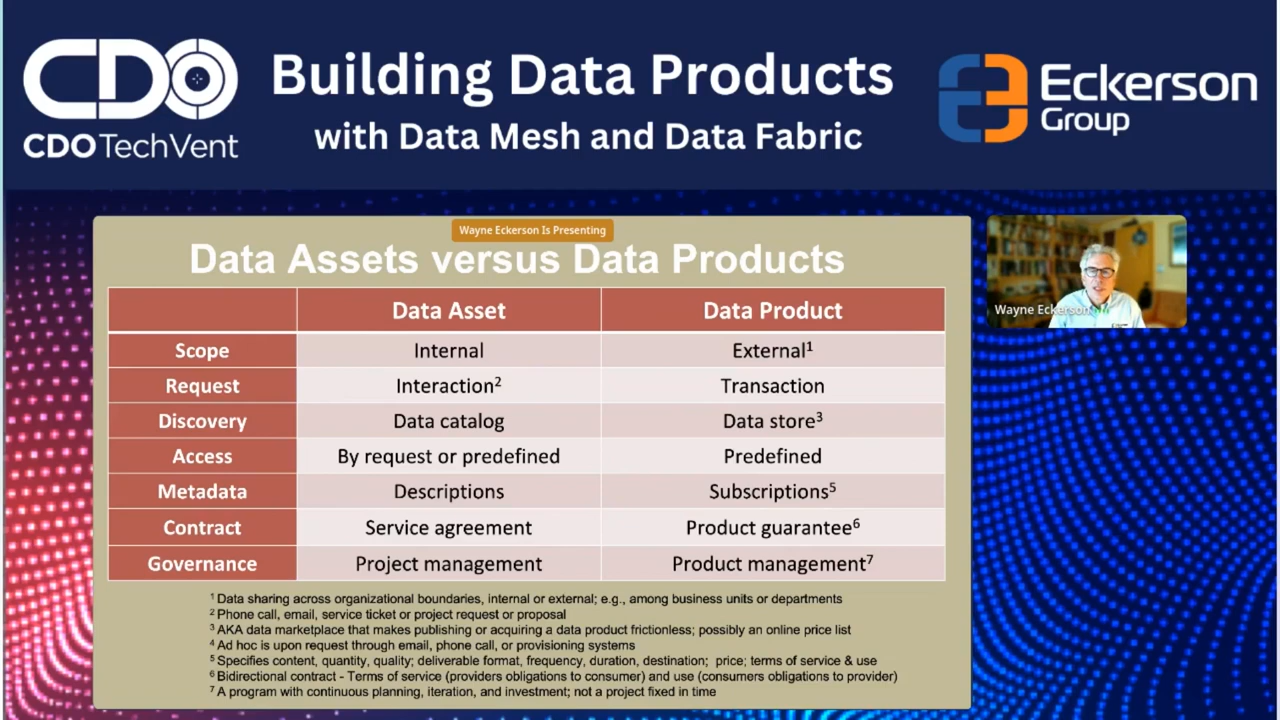 CDO
CDO TechVent
Building Data Products
with Data Mesh and Data Fabric
Eckerson
Group
Wayne Eckerson Is Presenting
Data Assets versus Data Products
Data Asset Data Product
Scope Internal External¹
Request Interaction² Transaction
Discovery Data catalog Data store³
Access By request or predefined Predefined
Metadata Descriptions Subscriptions⁵
Contract Service agreement Product guarantee⁶
Governance Project management Product management⁷
¹ Data sharing across organizational boundaries, internal or external; e.g., among business units or departments
² Phone call, email, service ticket or project request or proposal
³ AKA data marketplace that makes publishing or acquiring a data product frictionless; possibly an online price list
⁴ Ad hoc is upon request through email, phone call, or provisioning systems
⁵ Specifies content, quantity, quality; deliverable format, frequency, duration, destination; price; terms of service & use
⁶ Bidirectional contract - Terms of service (providers obligations to consumer) and use (consumers obligations to provider)
⁷ A program with continuous planning, iteration, and investment; not a project fixed in time
Wayne Eckerson